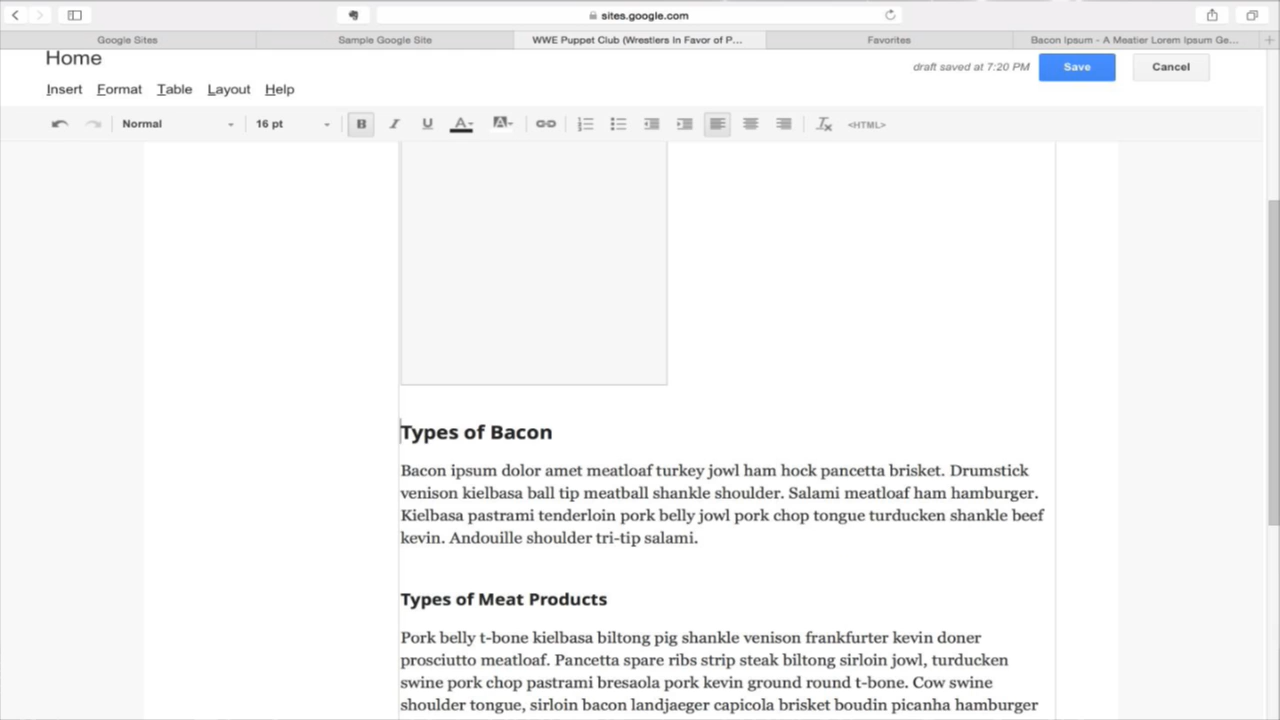 sites.google.com
Google Sites
Sample Google Site
WWE Puppet Club (Wrestlers In Favor of P...
Favorites
Bacon Ipsum - A Meatier Lorem Ipsum Ge...
Home
draft saved at 7:20 PM
Save
Cancel
Insert Format Table Layout Help
Normal 16 pt B I U A A <HTML>
Types of Bacon
Bacon ipsum dolor amet meatloaf turkey jowl ham hock pancetta brisket. Drumstick
venison kielbasa ball tip meatball shankle shoulder. Salami meatloaf ham hamburger.
Kielbasa pastrami tenderloin pork belly jowl pork chop tongue turducken shankle beef
kevin. Andouille shoulder tri-tip salami.
Types of Meat Products
Pork belly t-bone kielbasa biltong pig shankle venison frankfurter kevin doner
prosciutto meatloaf. Pancetta spare ribs strip steak biltong sirloin jowl, turducken
swine pork chop pastrami bresaola pork kevin ground round t-bone. Cow swine
shoulder tongue, sirloin bacon landjaeger capicola brisket boudin picanha hamburger